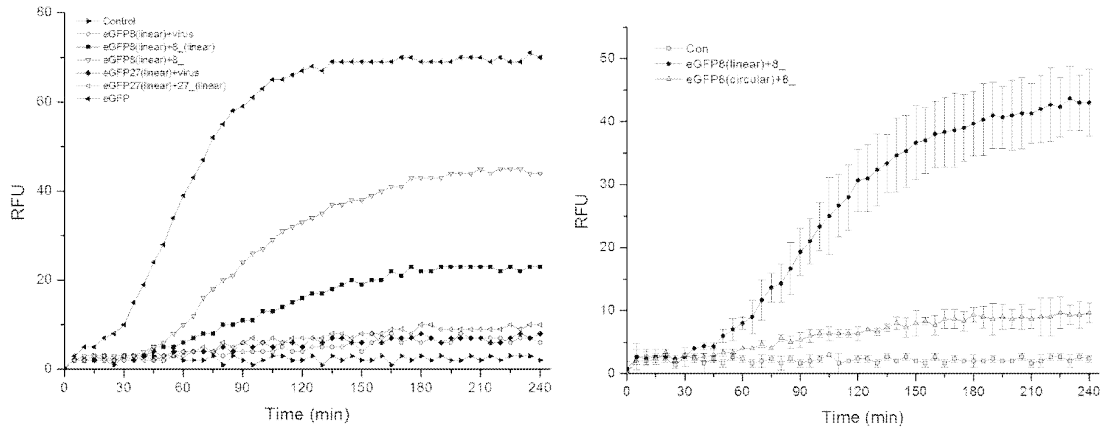 Control
eGFP8(linear)+virus
eGFP8(linear)+8_(linear)
eGFP8(linear)+8_
eGFP27(linear)+virus
eGFP27(linear)+27_(linear)
eGFP
80
60
40
20
0
RFU
0 30 60 90 120 150 180 210 240
Time (min)
Con
eGFP8(linear)+8_
eGFP8(circular)+8_
50
40
30
20
10
0
RFU
0 30 60 90 120 150 180 210 240
Time (min)